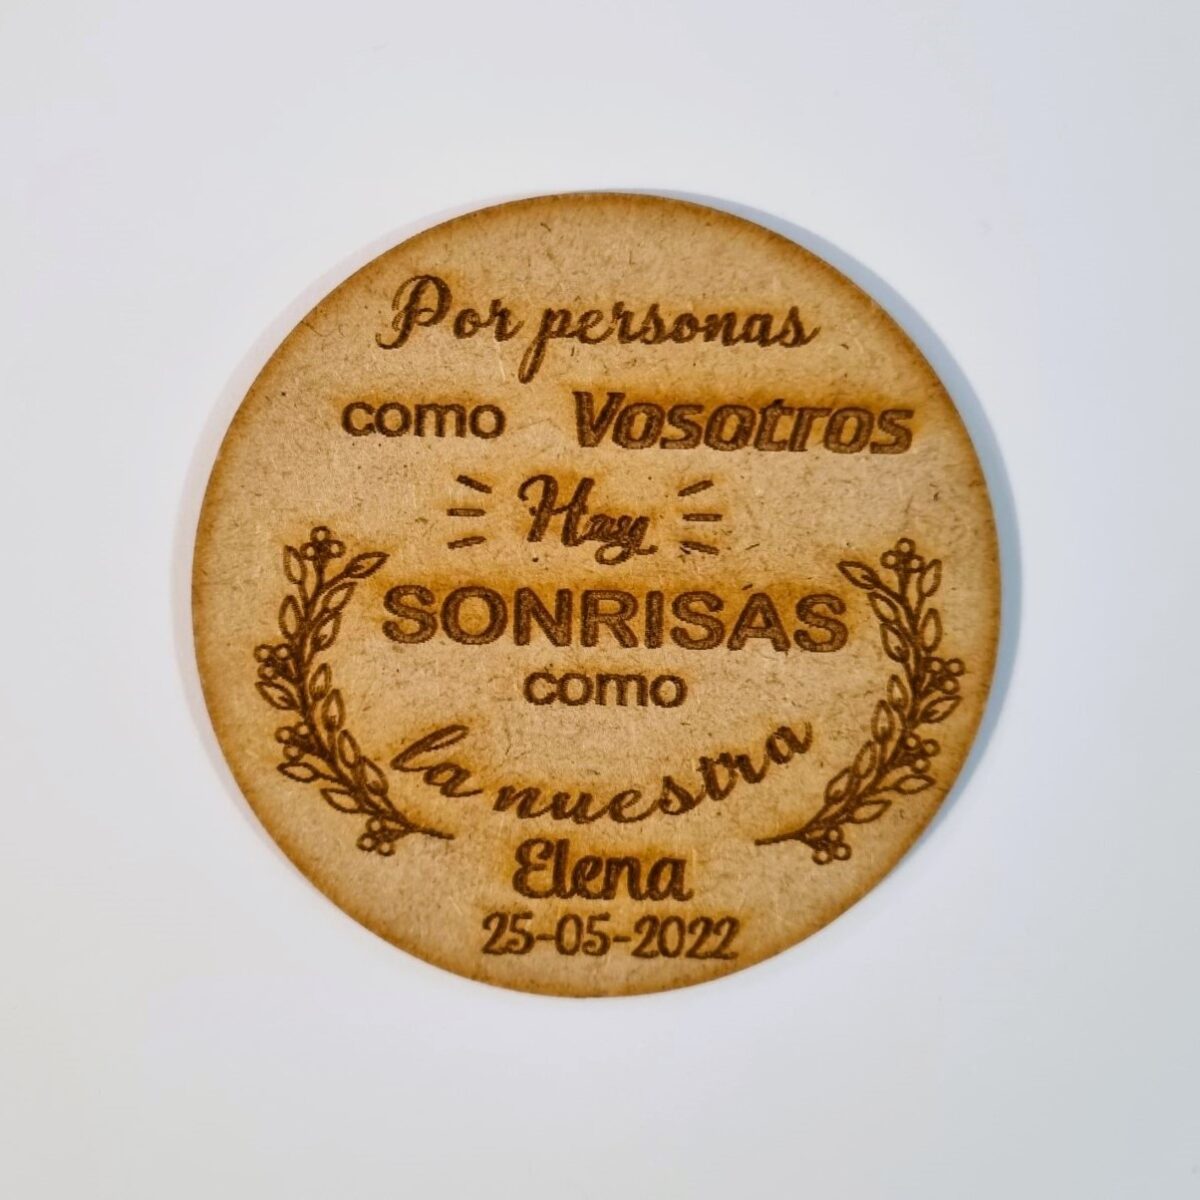 Por personas
como Vosotros
Hay
SONRISAS
como
la nuestra
Elena
25-05-2022